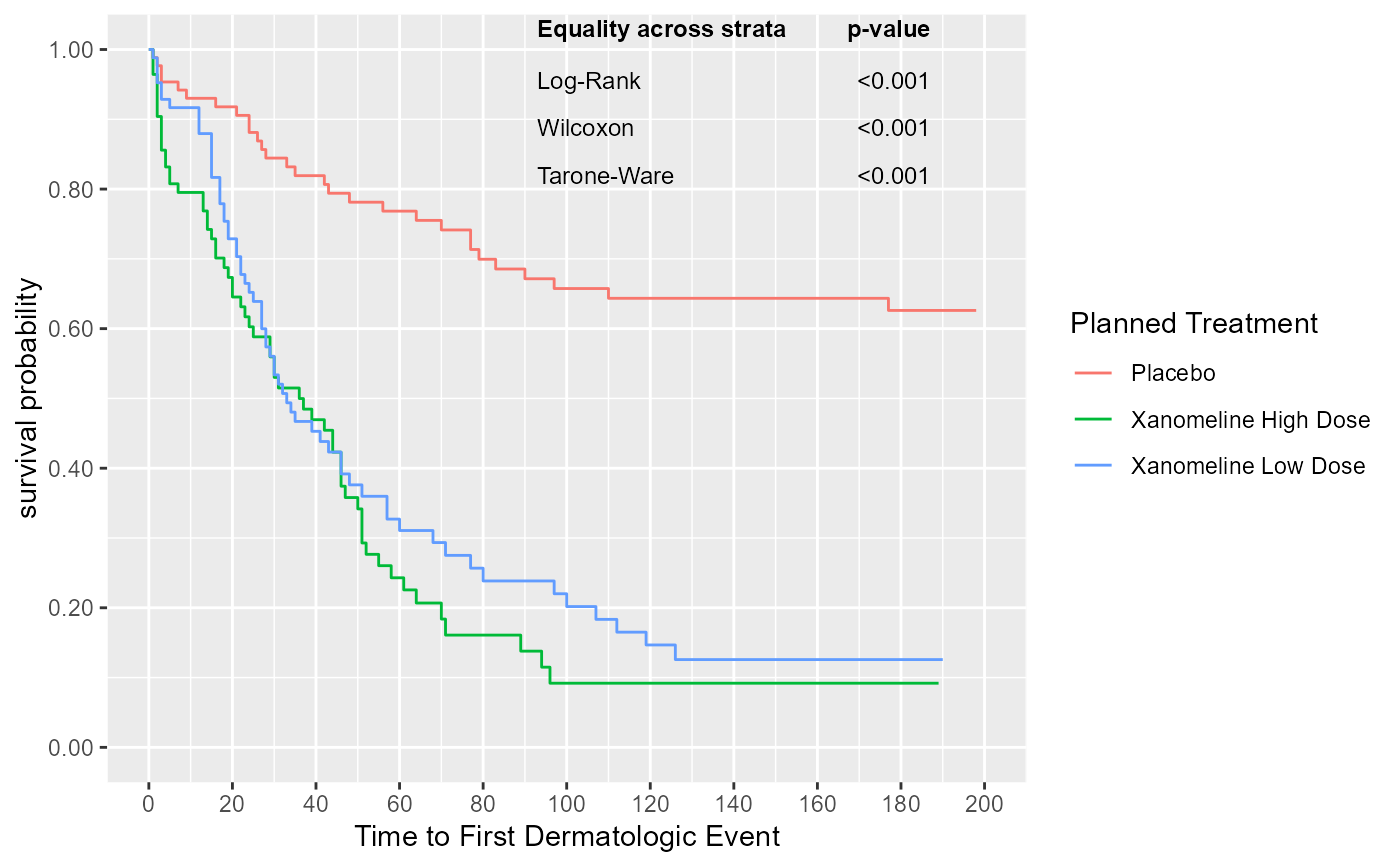 Equality across strata p-value
Log-Rank <0.001
Wilcoxon <0.001
Tarone-Ware <0.001
1.00
0.80
0.60
0.40
0.20
0.00
survival probability
0 20 40 60 80 100 120 140 160 180 200
Time to First Dermatologic Event
Planned Treatment
Placebo
Xanomeline High Dose
Xanomeline Low Dose